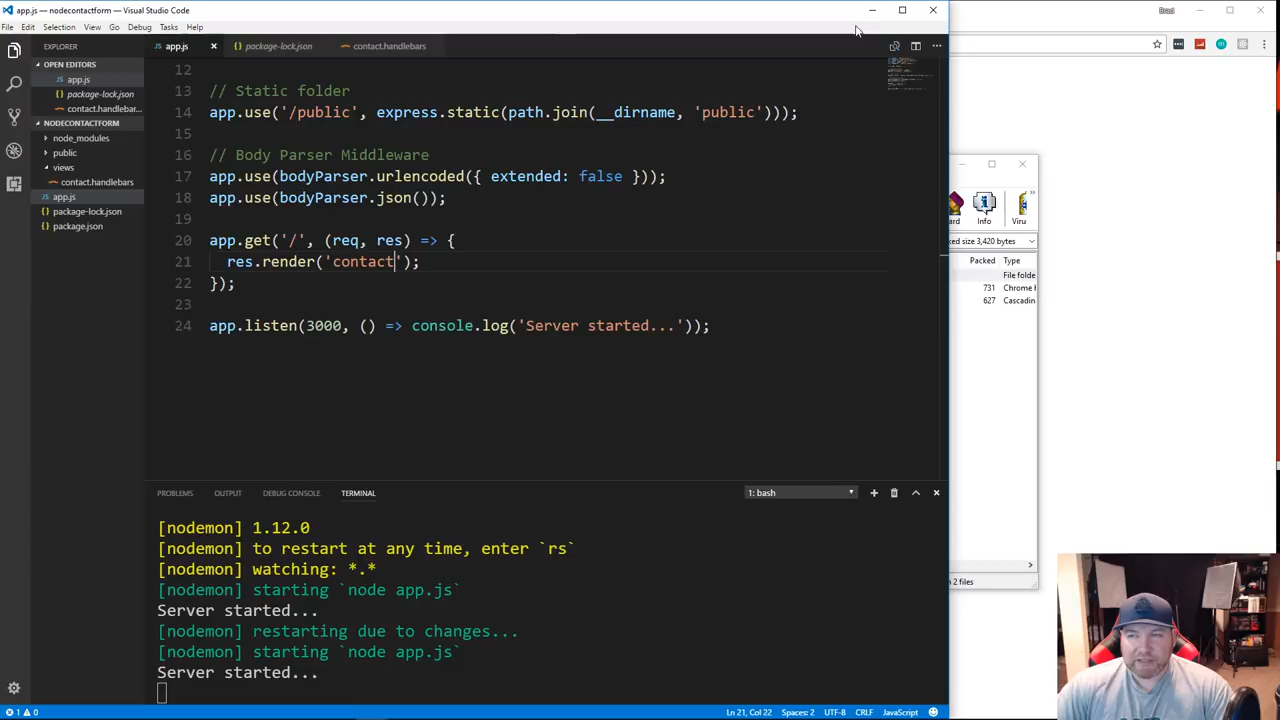 app.js — nodecontactform — Visual Studio Code
Brad
File Edit Selection View Go Debug Tasks Help
EXPLORER
app.js
package-lock.json
contact.handlebars
OPEN EDITORS
app.js
package-lock.json
contact.handlebar...
NODECONTACTFORM
node_modules
public
views
contact.handlebars
app.js
package-lock.json
package.json
12
13 // Static folder
14 app.use('/public', express.static(path.join(__dirname, 'public')));
15
16 // Body Parser Middleware
17 app.use(bodyParser.urlencoded({ extended: false }));
18 app.use(bodyParser.json());
19
20 app.get('/', (req, res) => {
21 res.render('contact');
22 });
23
24 app.listen(3000, () => console.log('Server started...'));
PROBLEMS OUTPUT DEBUG CONSOLE TERMINAL
1: bash
[nodemon] 1.12.0
[nodemon] to restart at any time, enter `rs`
[nodemon] watching: *.*
[nodemon] starting `node app.js`
Server started...
[nodemon] restarting due to changes...
[nodemon] starting `node app.js`
Server started...
1 0
Ln 21, Col 22 Spaces: 2 UTF-8 CRLF JavaScript
ard Info Viru
ked size 3,420 bytes
Packed Type
File folde
731 Chrome H
627 Cascadin
n 2 files